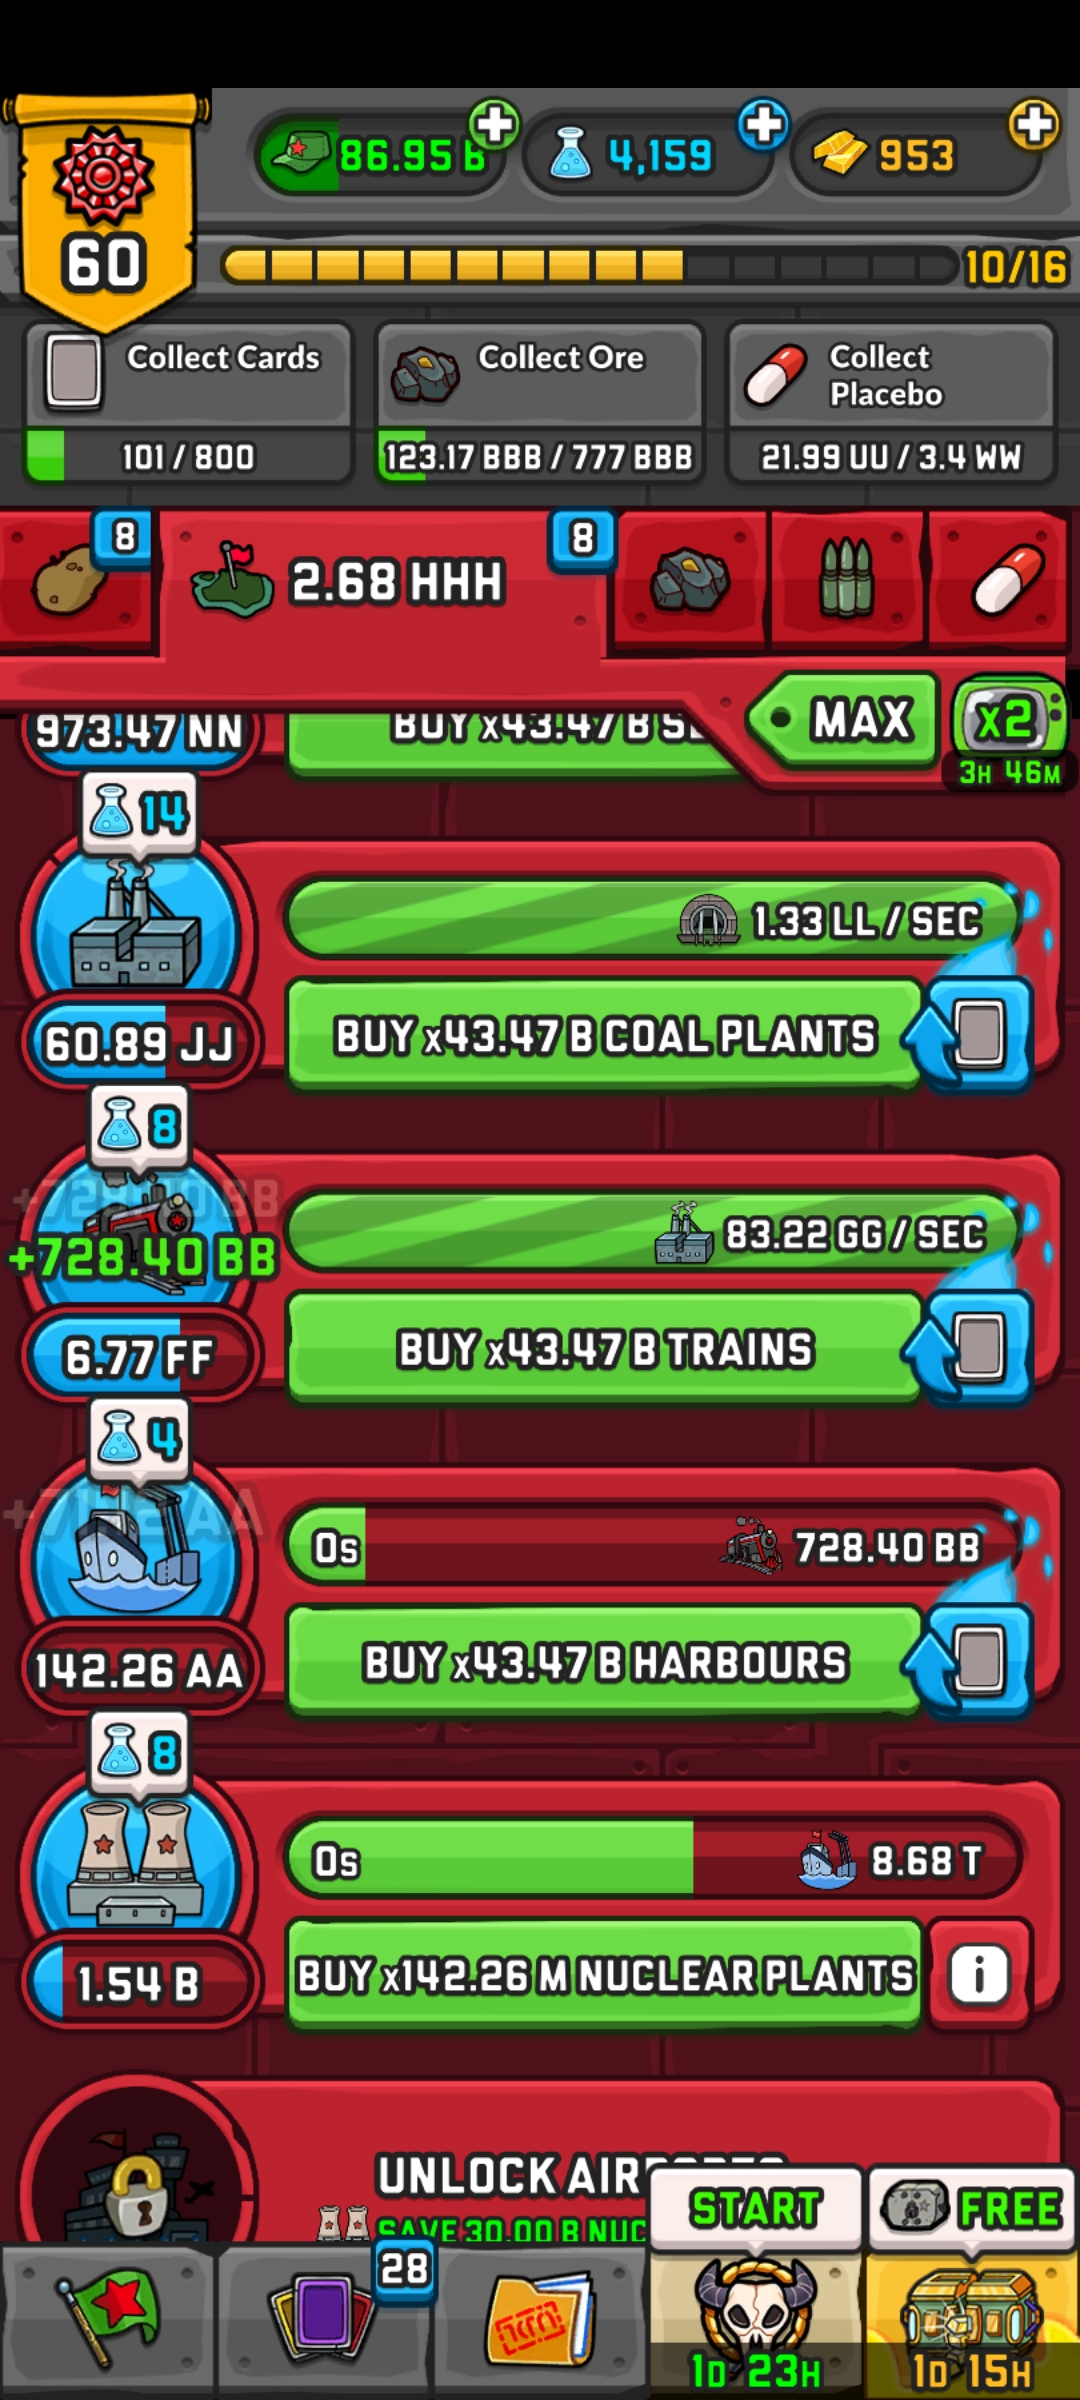 60
86.95 B
4,159
953
10/16
Collect Cards
101 / 800
Collect Ore
123.17 BBB / 777 BBB
Collect
Placebo
21.99 UU / 3.4 WW
8
2.68 HHH
8
MAX
x2
3H 46M
973.47 NN
BUY x43.47 B
14
1.33 LL / SEC
60.89 JJ
BUY x43.47 B COAL PLANTS
8
+728.40 BB
+728.40 BB
83.22 GG / SEC
6.77 FF
BUY x43.47 B TRAINS
4
0s
728.40 BB
142.26 AA
BUY x43.47 B HARBOURS
8
0s
8.68 T
1.54 B
BUY x142.26 M NUCLEAR PLANTS
i
UNLOCK
SAVE 30.00 B
START
FREE
28
1D 23H
1D 15H